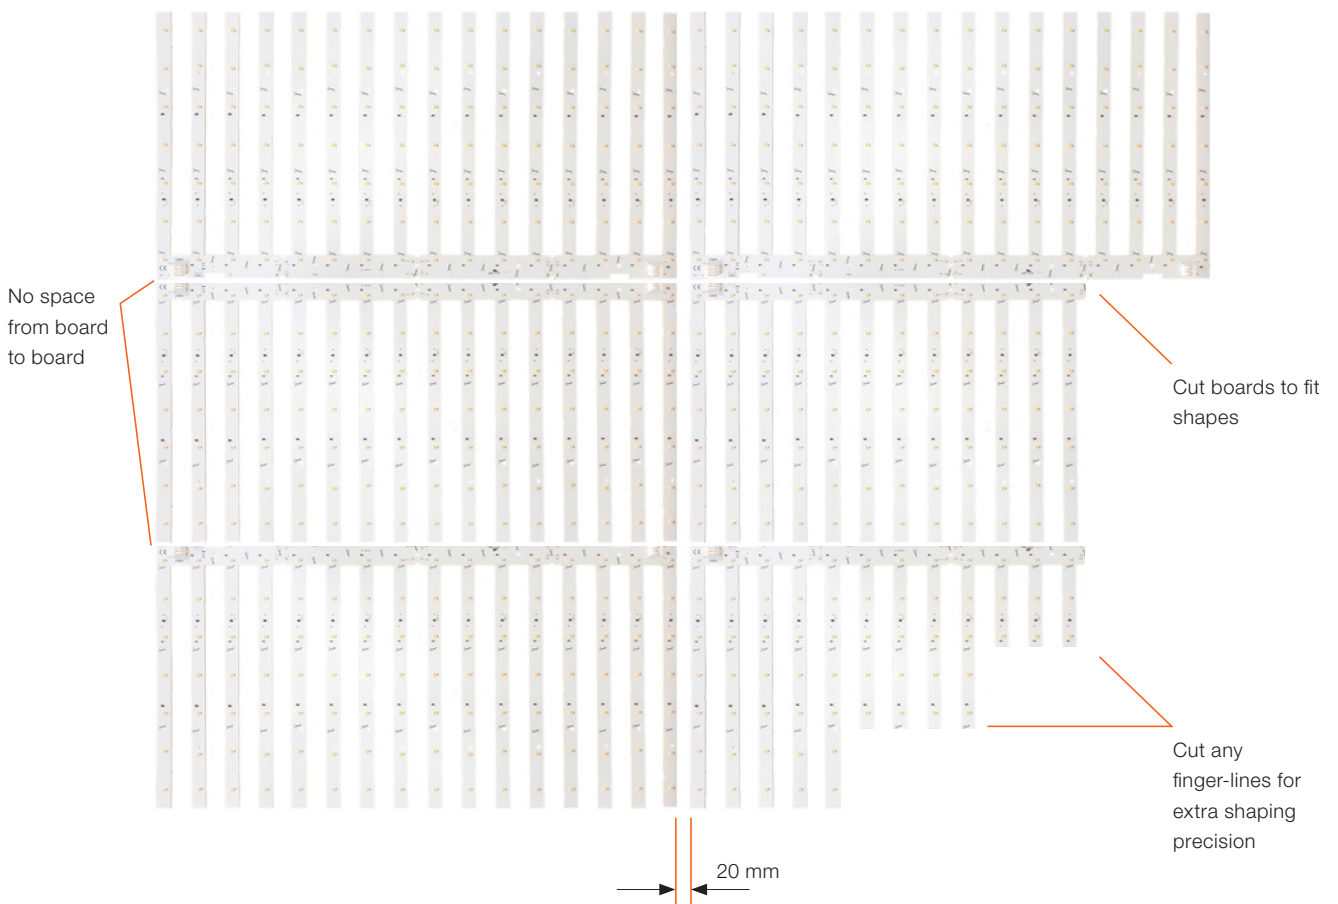 No space
from board
to board
Cut boards to fit
shapes
Cut any
finger-lines for
extra shaping
precision
20 mm